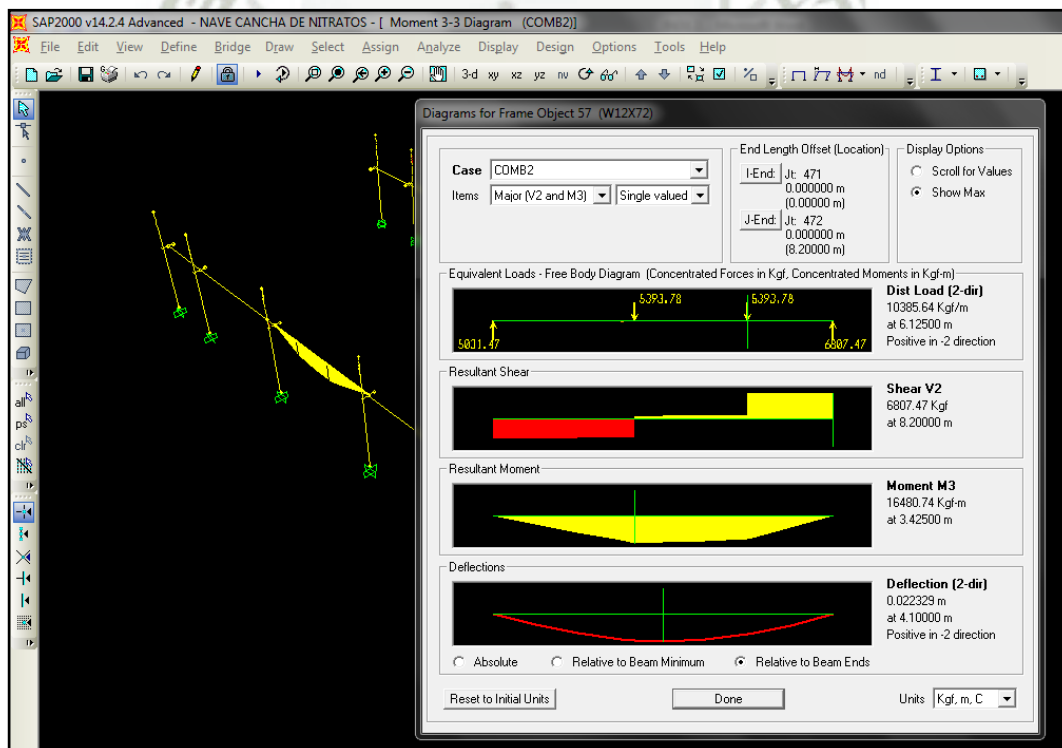 SAP2000 v14.2.4 Advanced - NAVE CANCHA DE NITRATOS - [ Moment 3-3 Diagram (COMB2)]
File Edit View Define Bridge Draw Select Assign Analyze Display Design Options Tools Help
3-d xy xz yz nv nd
Diagrams for Frame Object 57 (W12X72)
Case COMB2
Items Major (V2 and M3) Single valued
End Length Offset (Location)
I-End: Jt: 471
0.000000 m
(0.00000 m)
J-End: Jt: 472
0.000000 m
(8.20000 m)
Display Options
Scroll for Values
Show Max
Equivalent Loads - Free Body Diagram (Concentrated Forces in Kgf, Concentrated Moments in Kgf-m)
5393.78 5393.78
5031.47 6807.47
Dist Load (2-dir)
10385.64 Kgf/m
at 6.12500 m
Positive in -2 direction
Resultant Shear
Shear V2
6807.47 Kgf
at 8.20000 m
Resultant Moment
Moment M3
16480.74 Kgf-m
at 3.42500 m
Deflections
Deflection (2-dir)
0.022329 m
at 4.10000 m
Positive in -2 direction
Absolute Relative to Beam Minimum Relative to Beam Ends
Reset to Initial Units Done Units Kgf, m, C
all
ps
clr